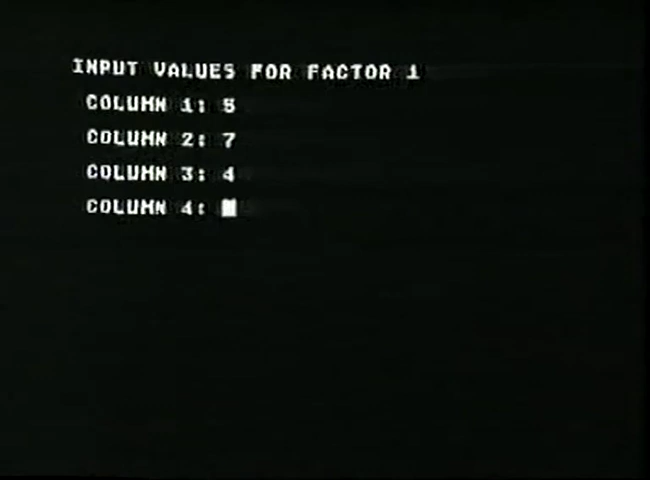 INPUT VALUES FOR FACTOR 1
COLUMN 1: 5
COLUMN 2: 7
COLUMN 3: 4
COLUMN 4: